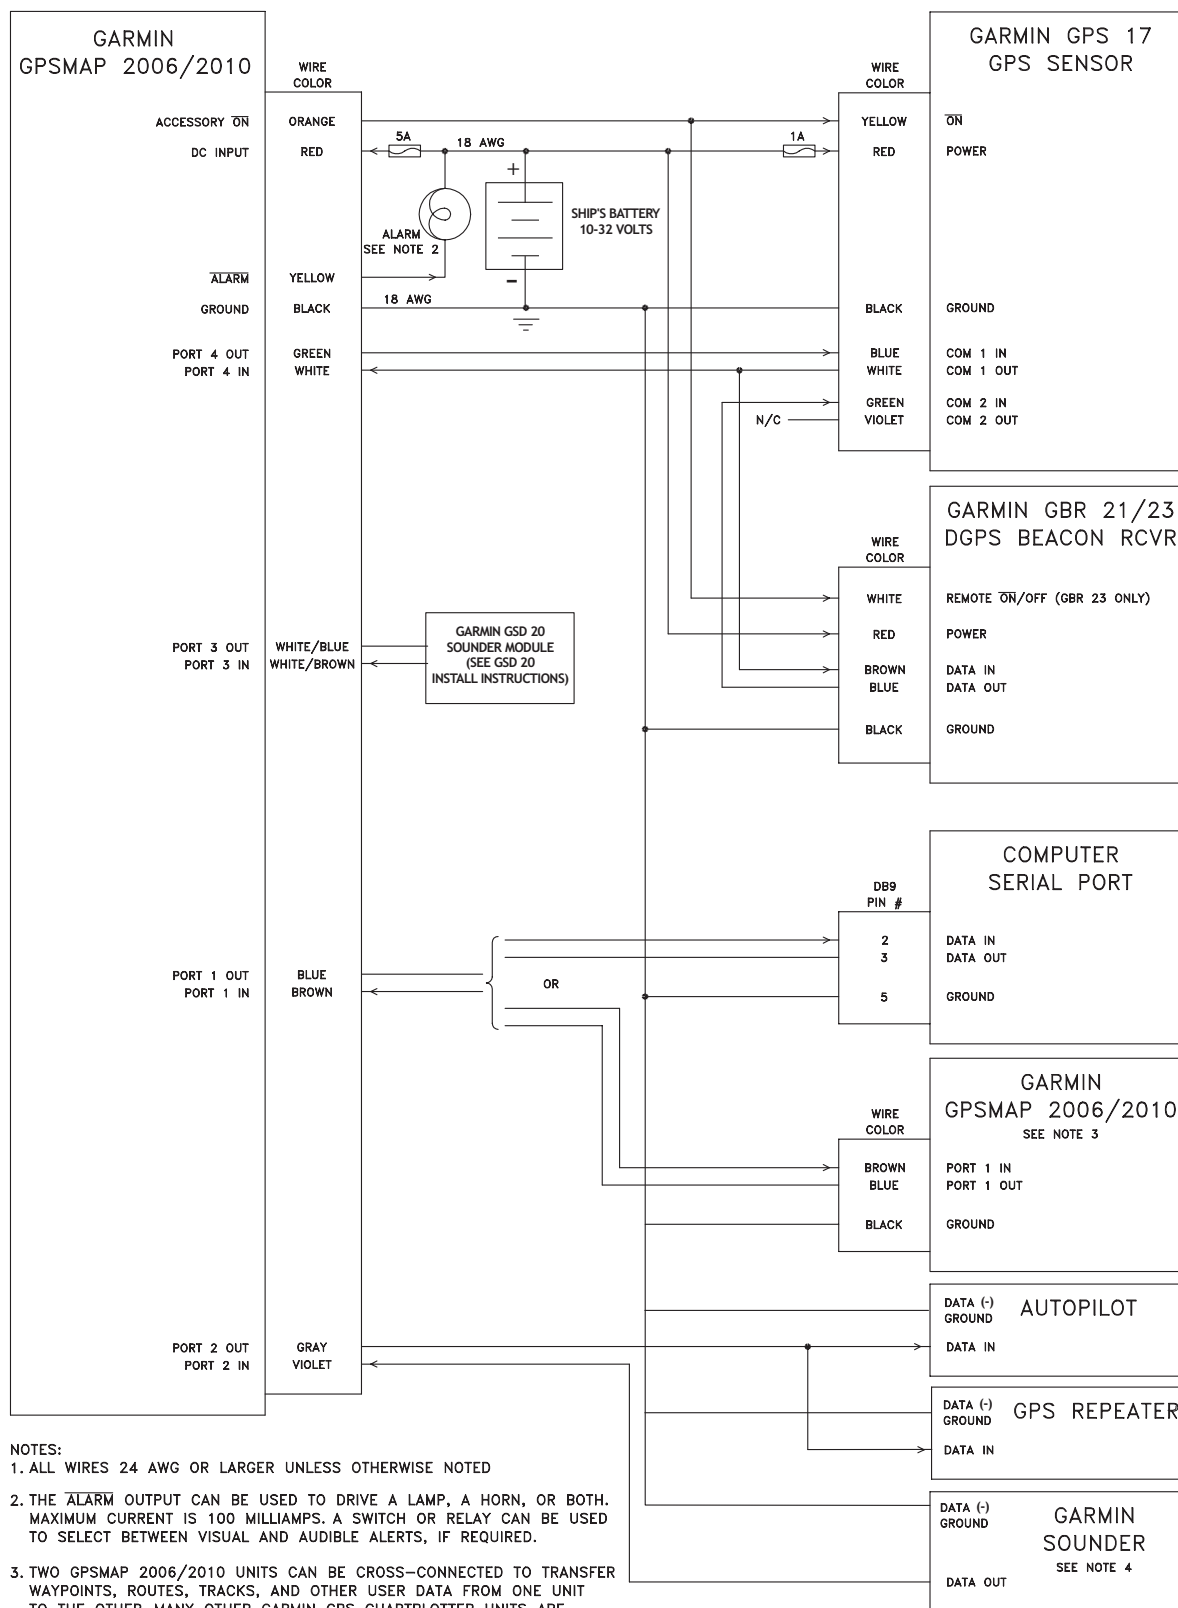 GARMIN
GPSMAP 2006/2010
WIRE
COLOR
ACCESSORY ON
ORANGE
DC INPUT
RED
ALARM
YELLOW
GROUND
BLACK
PORT 4 OUT
GREEN
PORT 4 IN
WHITE
PORT 3 OUT
WHITE/BLUE
PORT 3 IN
WHITE/BROWN
PORT 1 OUT
BLUE
PORT 1 IN
BROWN
PORT 2 OUT
GRAY
PORT 2 IN
VIOLET
5A
18 AWG
1A
+
SHIP'S BATTERY
10-32 VOLTS
ALARM
SEE NOTE 2
-
18 AWG
N/C
GARMIN GSD 20
SOUNDER MODULE
(SEE GSD 20
INSTALL INSTRUCTIONS)
OR
GARMIN GPS 17
GPS SENSOR
WIRE
COLOR
YELLOW
ON
RED
POWER
BLACK
GROUND
BLUE
COM 1 IN
WHITE
COM 1 OUT
GREEN
COM 2 IN
VIOLET
COM 2 OUT
GARMIN GBR 21/23
DGPS BEACON RCVR
WIRE
COLOR
WHITE
REMOTE ON/OFF (GBR 23 ONLY)
RED
POWER
BROWN
DATA IN
BLUE
DATA OUT
BLACK
GROUND
COMPUTER
SERIAL PORT
DB9
PIN #
2
DATA IN
3
DATA OUT
5
GROUND
GARMIN
GPSMAP 2006/2010
SEE NOTE 3
WIRE
COLOR
BROWN
PORT 1 IN
BLUE
PORT 1 OUT
BLACK
GROUND
DATA (-)
GROUND
AUTOPILOT
DATA IN
DATA (-)
GROUND
GPS REPEATER
DATA IN
DATA (-)
GROUND
GARMIN
SOUNDER
SEE NOTE 4
DATA OUT
NOTES:
1. ALL WIRES 24 AWG OR LARGER UNLESS OTHERWISE NOTED
2. THE ALARM OUTPUT CAN BE USED TO DRIVE A LAMP, A HORN, OR BOTH.
MAXIMUM CURRENT IS 100 MILLIAMPS. A SWITCH OR RELAY CAN BE USED
TO SELECT BETWEEN VISUAL AND AUDIBLE ALERTS, IF REQUIRED.
3. TWO GPSMAP 2006/2010 UNITS CAN BE CROSS-CONNECTED TO TRANSFER
WAYPOINTS, ROUTES, TRACKS, AND OTHER USER DATA FROM ONE UNIT
TO THE OTHER MANY OTHER GARMIN GPS CHARTPLOTTER UNITS ARE